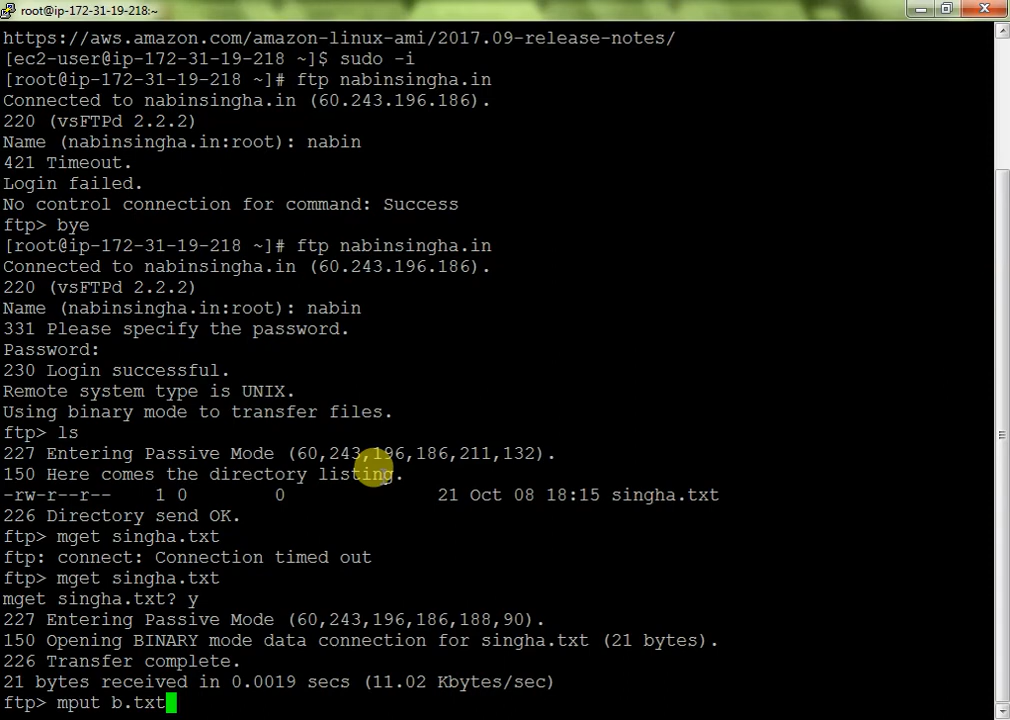 root@ip-172-31-19-218:~
https://aws.amazon.com/amazon-linux-ami/2017.09-release-notes/
[ec2-user@ip-172-31-19-218 ~]$ sudo -i
[root@ip-172-31-19-218 ~]# ftp nabinsingha.in
Connected to nabinsingha.in (60.243.196.186).
220 (vsFTPd 2.2.2)
Name (nabinsingha.in:root): nabin
421 Timeout.
Login failed.
No control connection for command: Success
ftp> bye
[root@ip-172-31-19-218 ~]# ftp nabinsingha.in
Connected to nabinsingha.in (60.243.196.186).
220 (vsFTPd 2.2.2)
Name (nabinsingha.in:root): nabin
331 Please specify the password.
Password:
230 Login successful.
Remote system type is UNIX.
Using binary mode to transfer files.
ftp> ls
227 Entering Passive Mode (60,243,196,186,211,132).
150 Here comes the directory listing.
-rw-r--r-- 1 0 0 21 Oct 08 18:15 singha.txt
226 Directory send OK.
ftp> mget singha.txt
ftp: connect: Connection timed out
ftp> mget singha.txt
mget singha.txt? y
227 Entering Passive Mode (60,243,196,186,188,90).
150 Opening BINARY mode data connection for singha.txt (21 bytes).
226 Transfer complete.
21 bytes received in 0.0019 secs (11.02 Kbytes/sec)
ftp> mput b.txt